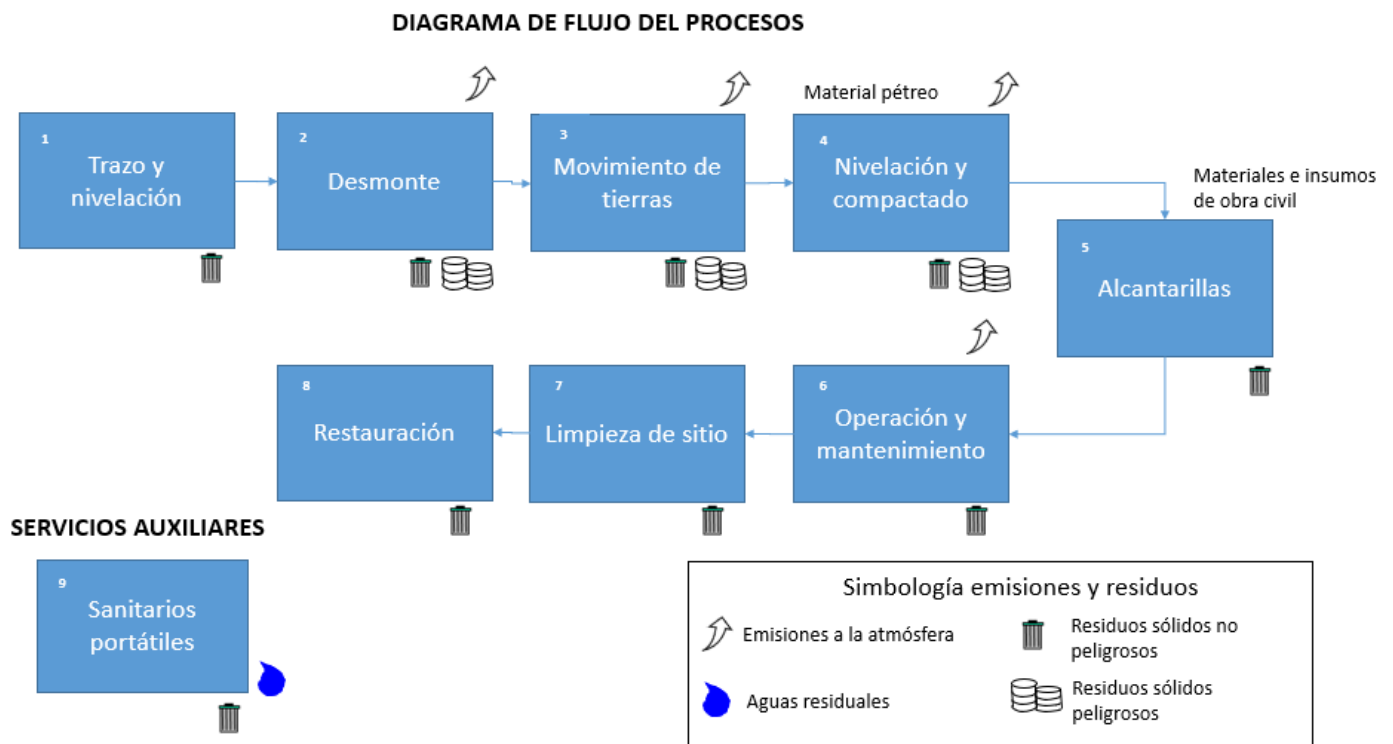 DIAGRAMA DE FLUJO DEL PROCESOS
1
Trazo y
nivelación
2
Desmonte
3
Movimiento de
tierras
Material pétreo
4
Nivelación y
compactado
Materiales e insumos
de obra civil
5
Alcantarillas
6
Operación y
mantenimiento
7
Limpieza de sitio
8
Restauración
SERVICIOS AUXILIARES
9
Sanitarios
portátiles
Simbología emisiones y residuos
Emisiones a la atmósfera
Residuos sólidos no
peligrosos
Aguas residuales
Residuos sólidos
peligrosos